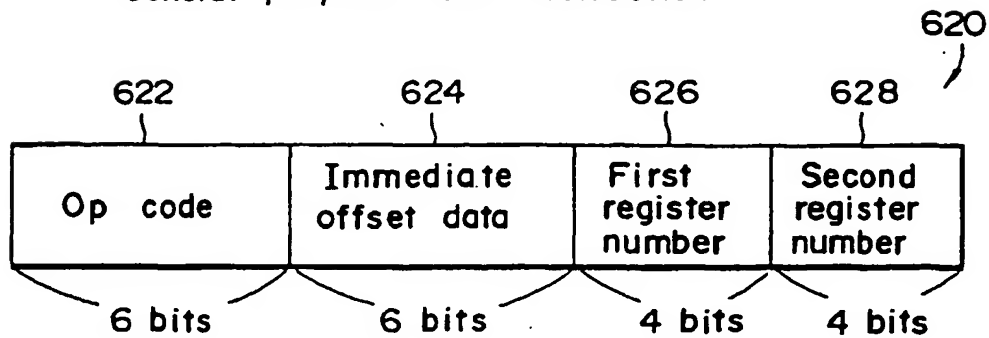 620
622 624 626 628
Op code
Immediate
offset data
First
register
number
Second
register
number
6 bits 6 bits 4 bits 4 bits